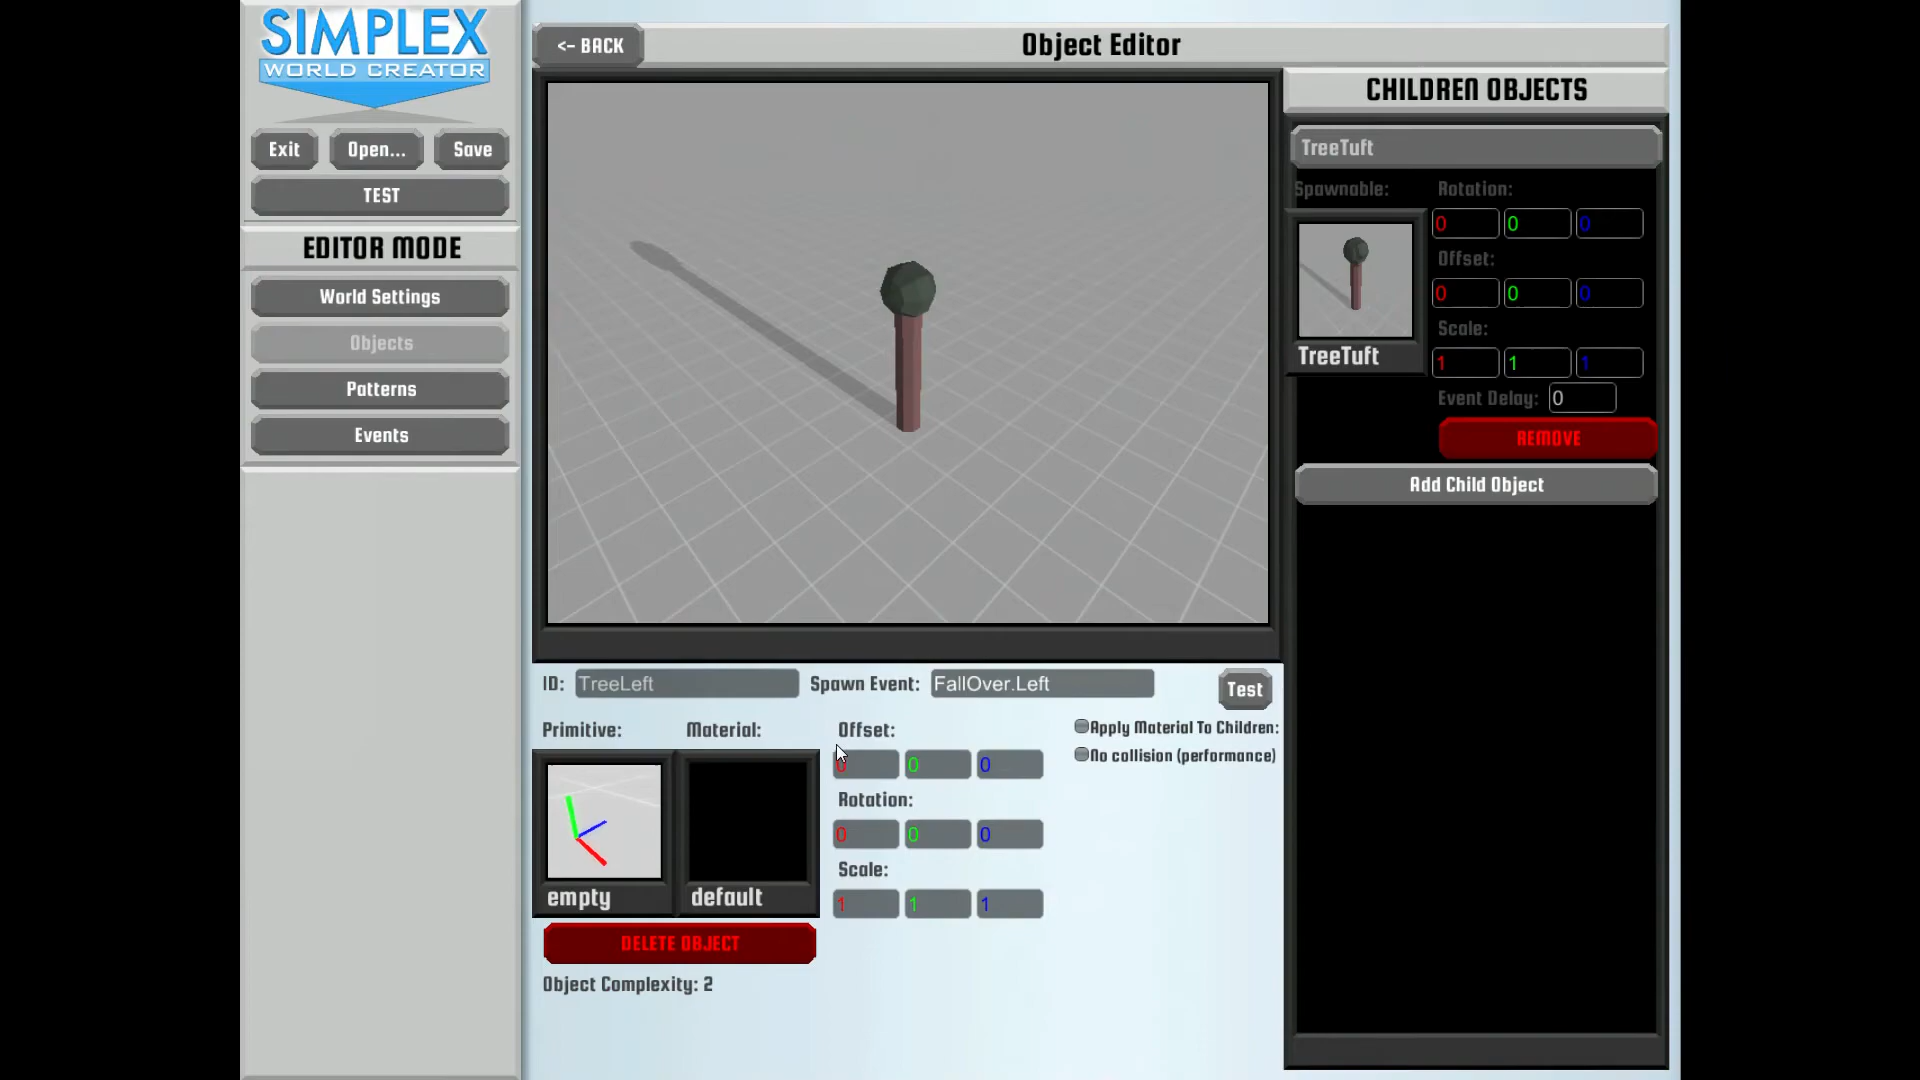 SIMPLEX
WORLD CREATOR
Exit
Open...
Save
TEST
EDITOR MODE
World Settings
Objects
Patterns
Events
<- BACK
Object Editor
CHILDREN OBJECTS
TreeTuft
Spawnable:
Rotation:
0 0 0
Offset:
0 0 0
Scale:
1 1 1
TreeTuft
Event Delay: 0
REMOVE
Add Child Object
ID: TreeLeft
Spawn Event: FallOver.Left
Test
Primitive:
Material:
empty
default
Offset:
0 0 0
Rotation:
0 0 0
Scale:
1 1 1
Apply Material To Children:
No collision (performance)
DELETE OBJECT
Object Complexity: 2